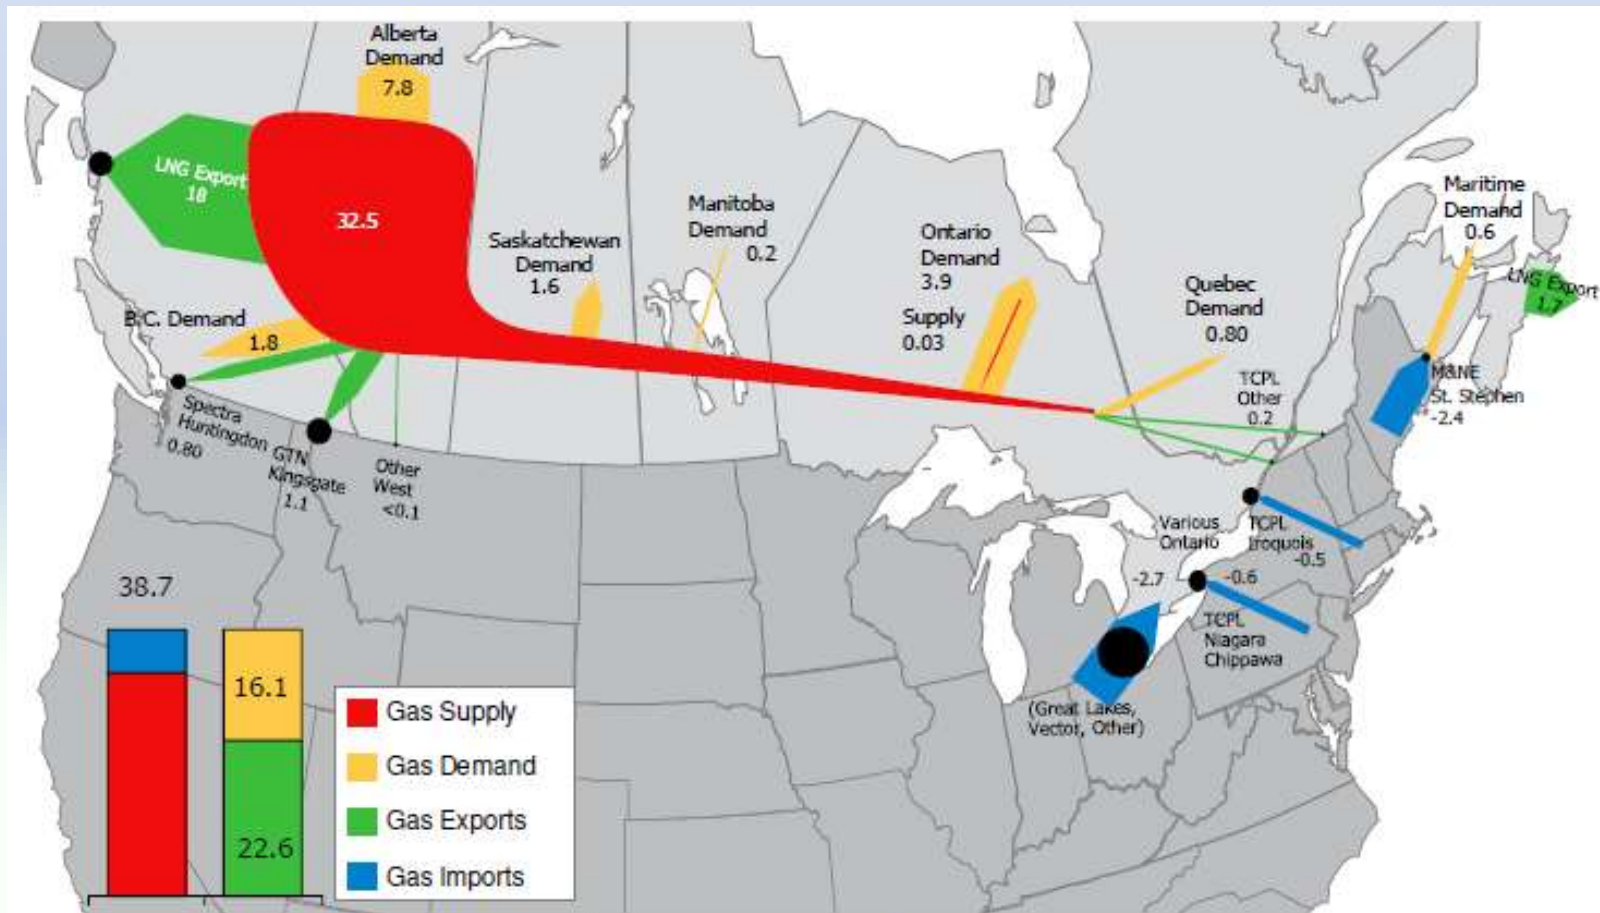 Alberta
Demand
7.8
LNG Export
18
32.5
Saskatchewan
Demand
1.6
Manitoba
Demand
0.2
Ontario
Demand
3.9
Supply
0.03
Quebec
Demand
0.80
Maritime
Demand
0.6
LNG Export
1.7
B.C. Demand
1.8
Spectra
Huntingdon
0.80
GTN
Kingsgate
1.1
Other
West
<0.1
TCPL
Other
0.2
M&NE
St. Stephen
-2.4
Various
Ontario
-2.7
TCPL
Iroquois
-0.5
-0.6
TCPL
Niagara
Chippawa
(Great Lakes,
Vector, Other)
38.7
16.1
22.6
Gas Supply
Gas Demand
Gas Exports
Gas Imports